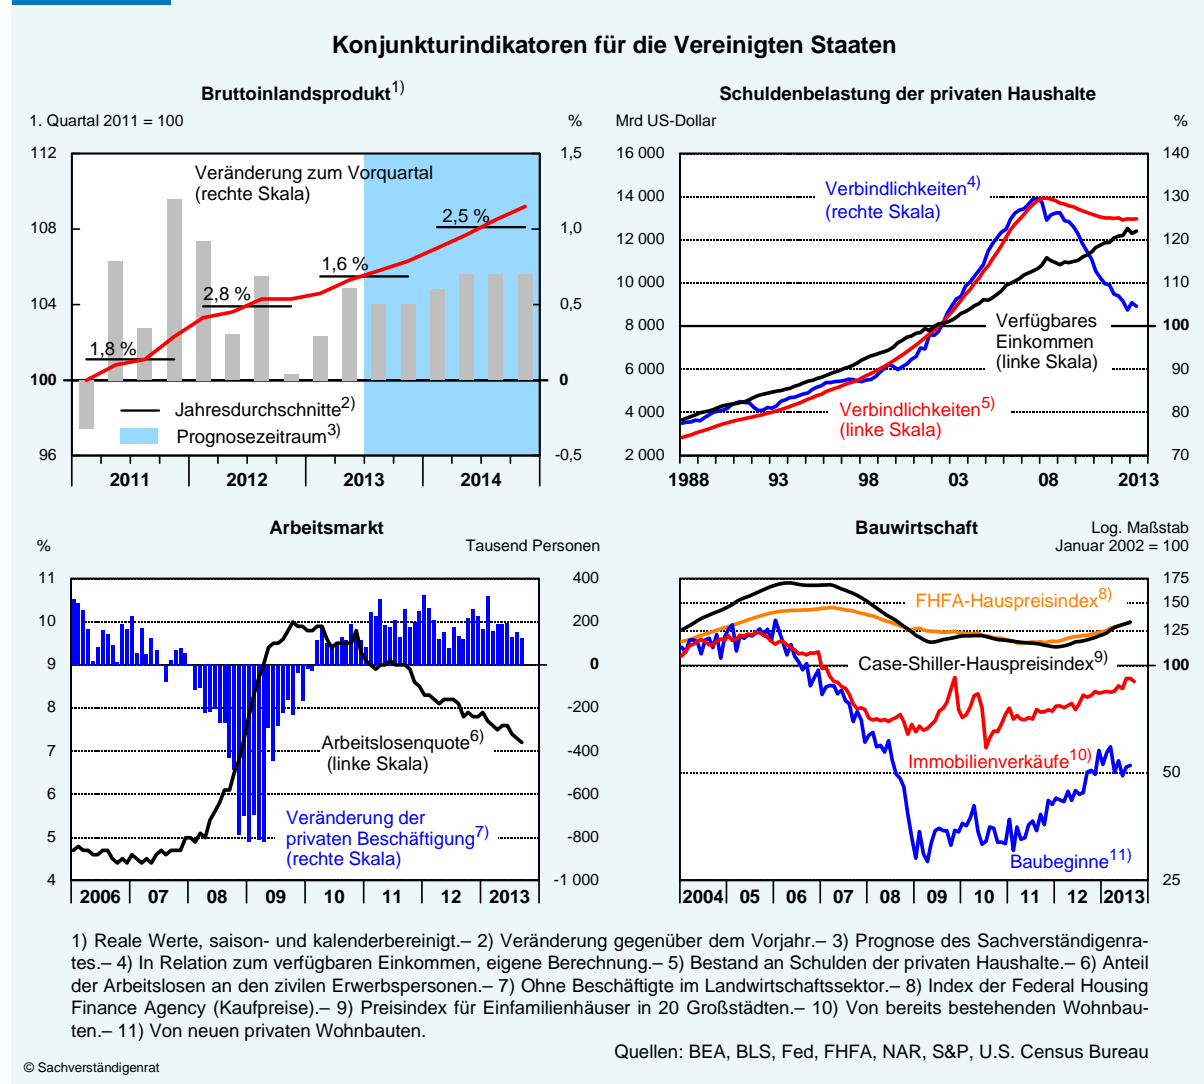 Konjunkturindikatoren für die Vereinigten Staaten
Bruttoinlandsprodukt1)
1. Quartal 2011 = 100
%
112
108
104
100
96
1,5
1,0
0,5
0
-0,5
Veränderung zum Vorquartal
(rechte Skala)
2,5 %
1,6 %
2,8 %
1,8 %
Jahresdurchschnitte2)
Prognosezeitraum3)
2011 2012 2013 2014
Schuldenbelastung der privaten Haushalte
Mrd US-Dollar
%
16 000
14 000
12 000
10 000
8 000
6 000
4 000
2 000
140
130
120
110
100
90
80
70
Verbindlichkeiten4)
(rechte Skala)
Verfügbares
Einkommen
(linke Skala)
Verbindlichkeiten5)
(linke Skala)
1988 93 98 03 08 2013
Arbeitsmarkt
%
Tausend Personen
11
10
9
8
7
6
5
4
400
200
0
-200
-400
-600
-800
-1 000
Arbeitslosenquote6)
(linke Skala)
Veränderung der
privaten Beschäftigung7)
(rechte Skala)
2006 07 08 09 10 11 12 2013
Bauwirtschaft
Log. Maßstab
Januar 2002 = 100
175
150
125
100
50
25
FHFA-Hauspreisindex8)
Case-Shiller-Hauspreisindex9)
Immobilienverkäufe10)
Baubeginne11)
2004 05 06 07 08 09 10 11 12 2013
1) Reale Werte, saison- und kalenderbereinigt.– 2) Veränderung gegenüber dem Vorjahr.– 3) Prognose des Sachverständigenra-
tes.– 4) In Relation zum verfügbaren Einkommen, eigene Berechnung.– 5) Bestand an Schulden der privaten Haushalte.– 6) Anteil
der Arbeitslosen an den zivilen Erwerbspersonen.– 7) Ohne Beschäftigte im Landwirtschaftssektor.– 8) Index der Federal Housing
Finance Agency (Kaufpreise).– 9) Preisindex für Einfamilienhäuser in 20 Großstädten.– 10) Von bereits bestehenden Wohnbau-
ten.– 11) Von neuen privaten Wohnbauten.
Quellen: BEA, BLS, Fed, FHFA, NAR, S&P, U.S. Census Bureau
© Sachverständigenrat